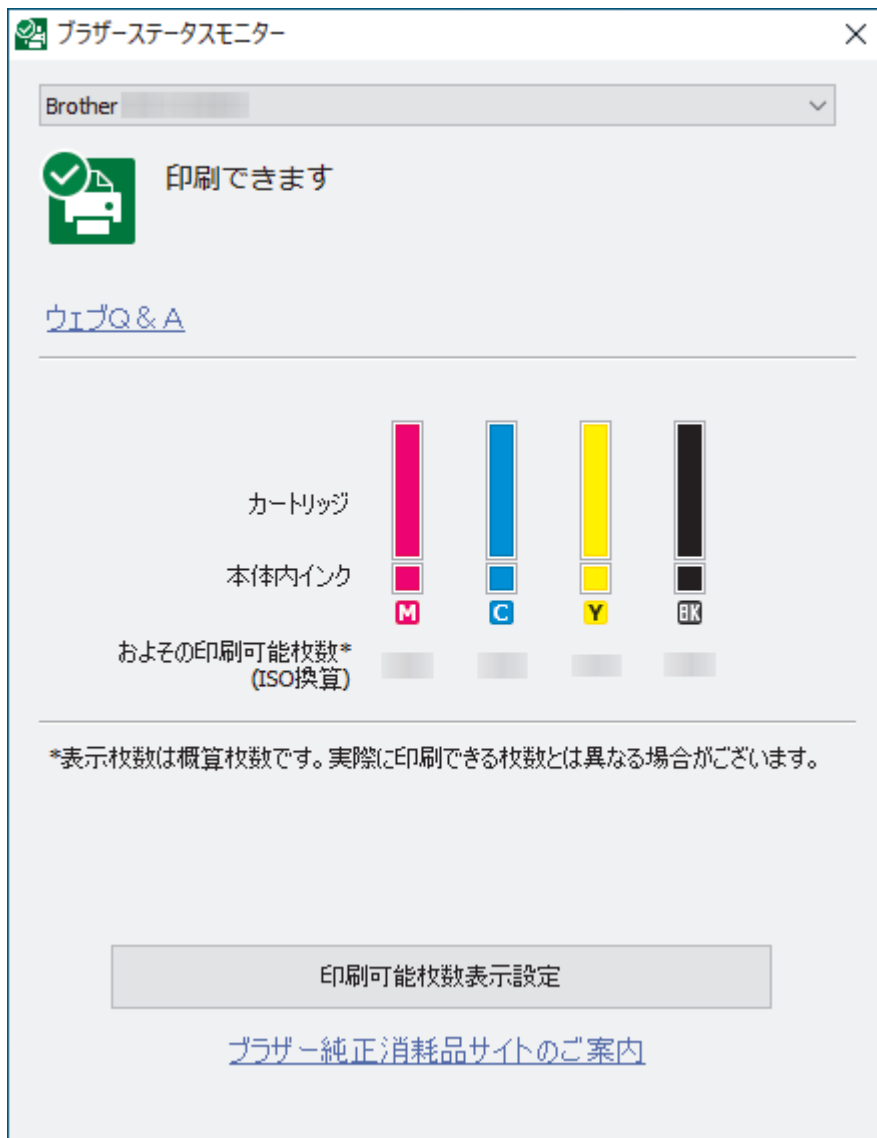 ブラザーステータスモニター
Brother
印刷できます
ウェブQ＆A
カートリッジ
本体内インク
M C Y BK
およその印刷可能枚数*
(ISO換算)
*表示枚数は概算枚数です。実際に印刷できる枚数とは異なる場合がございます。
印刷可能枚数表示設定
ブラザー純正消耗品サイトのご案内